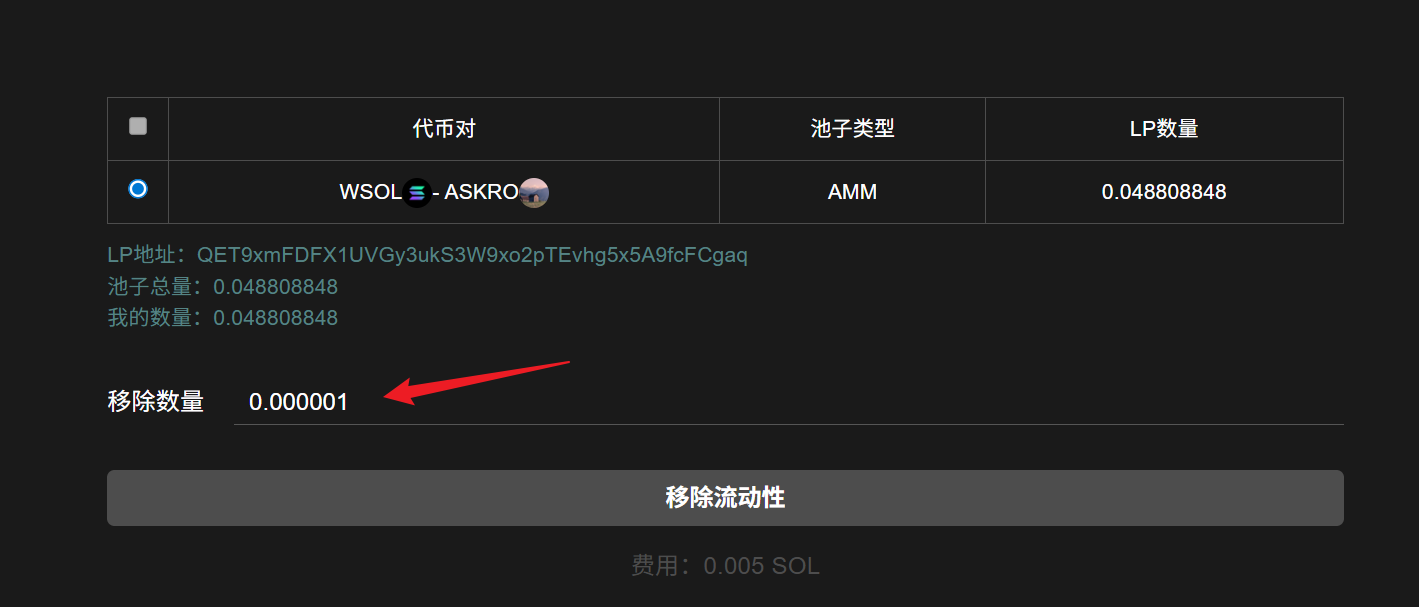 代币对 池子类型 LP数量
WSOL - ASKRO AMM 0.048808848
LP地址：QET9xmFDFX1UVGy3ukS3W9xo2pTEvhg5x5A9fcFCgaq
池子总量：0.048808848
我的数量：0.048808848
移除数量 0.000001
移除流动性
费用：0.005 SOL